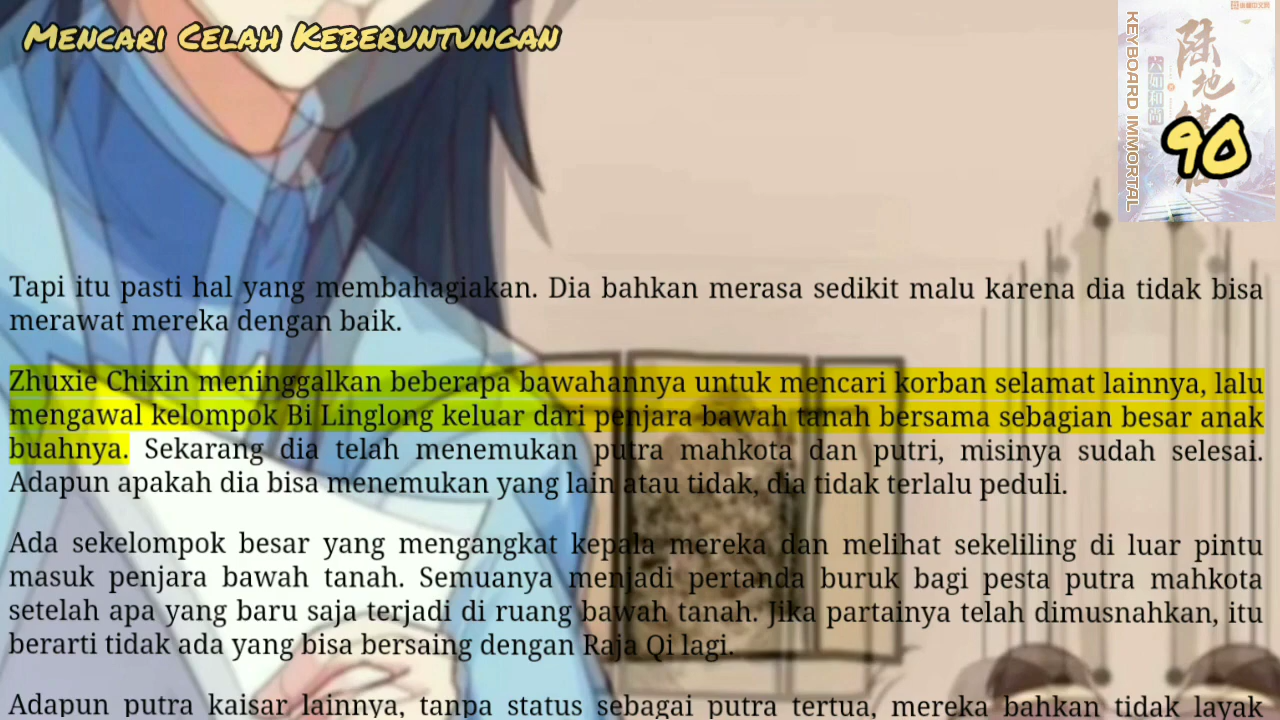 Mencari Celah Keberuntungan
KEYBOARD IMMORTAL
陆地
六如和尚
90
Tapi itu pasti hal yang membahagiakan. Dia bahkan merasa sedikit malu karena dia tidak bisa
merawat mereka dengan baik.
Zhuxie Chixin meninggalkan beberapa bawahannya untuk mencari korban selamat lainnya, lalu
mengawal kelompok Bi Linglong keluar dari penjara bawah tanah bersama sebagian besar anak
buahnya. Sekarang dia telah menemukan putra mahkota dan putri, misinya sudah selesai.
Adapun apakah dia bisa menemukan yang lain atau tidak, dia tidak terlalu peduli.
Ada sekelompok besar yang mengangkat kepala mereka dan melihat sekeliling di luar pintu
masuk penjara bawah tanah. Semuanya menjadi pertanda buruk bagi pesta putra mahkota
setelah apa yang baru saja terjadi di ruang bawah tanah. Jika partainya telah dimusnahkan, itu
berarti tidak ada yang bisa bersaing dengan Raja Qi lagi.
Adapun putra kaisar lainnya, tanpa status sebagai putra tertua, mereka bahkan tidak layak